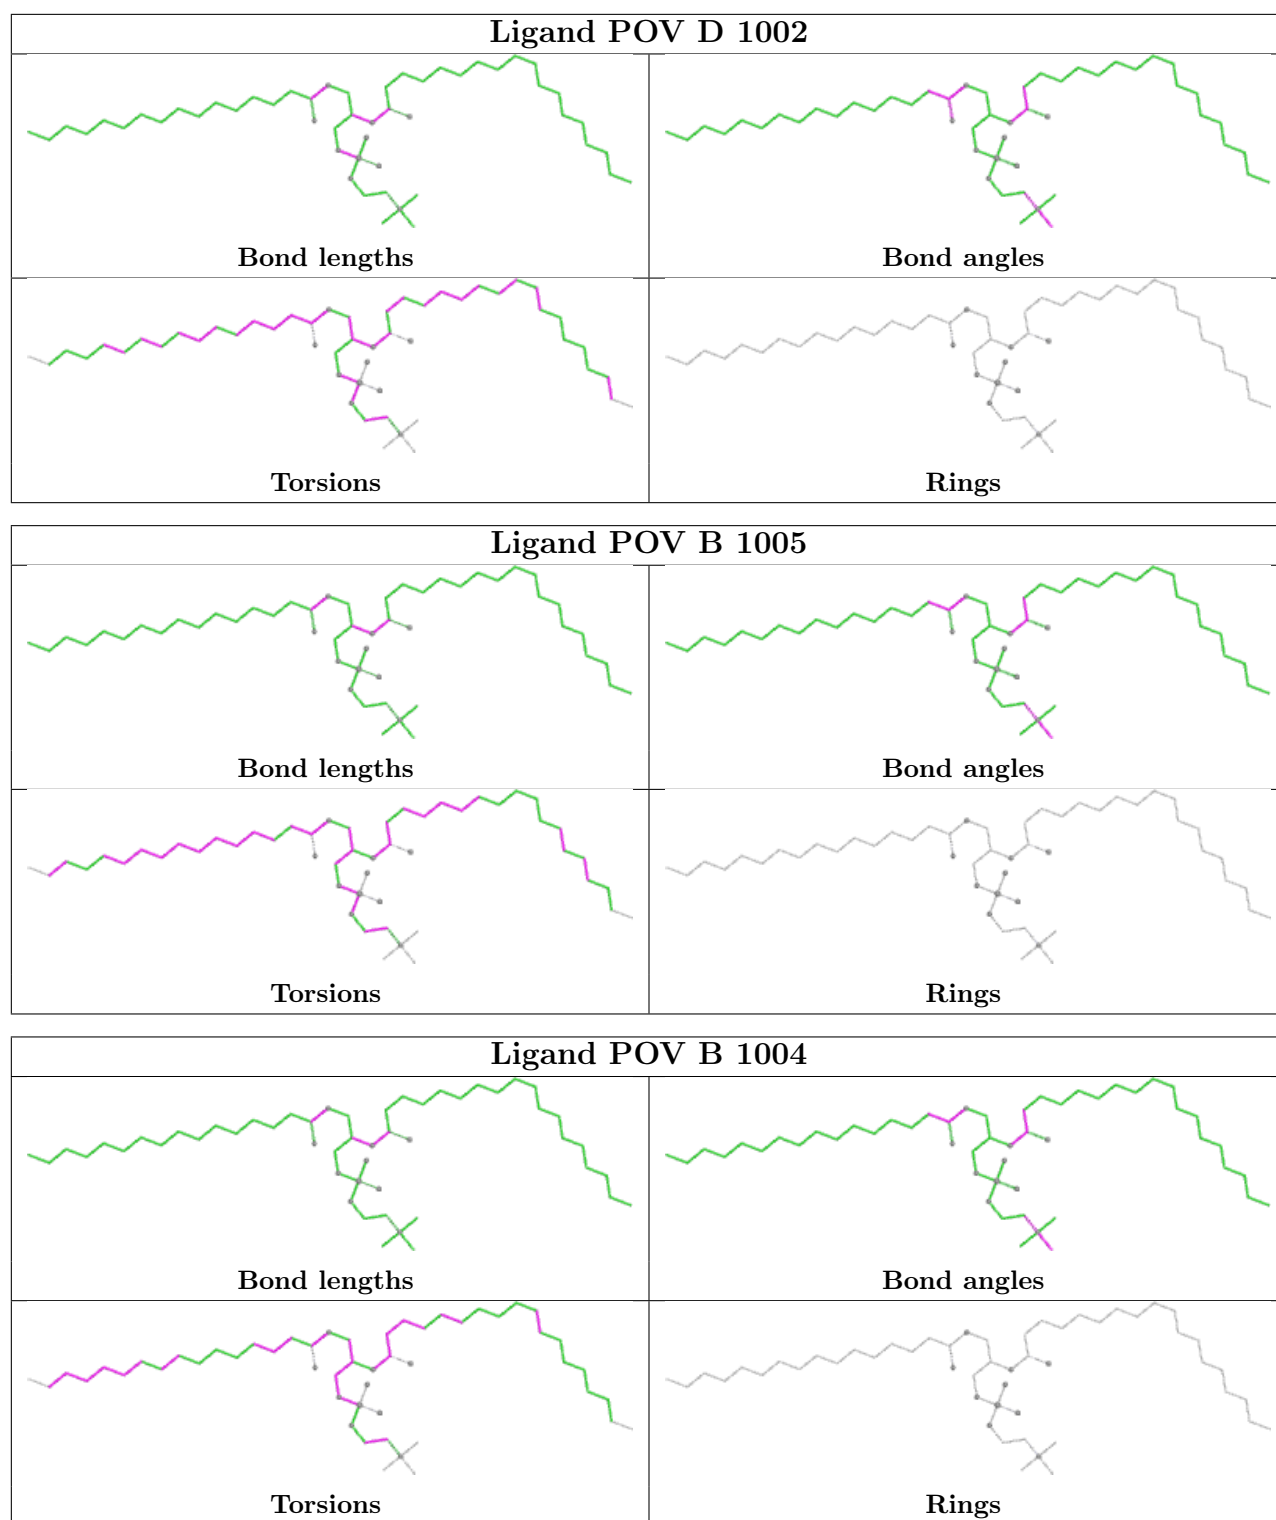 Ligand POV D 1002
Bond lengths
Bond angles
Torsions
Rings
Ligand POV B 1005
Bond lengths
Bond angles
Torsions
Rings
Ligand POV B 1004
Bond lengths
Bond angles
Torsions
Rings